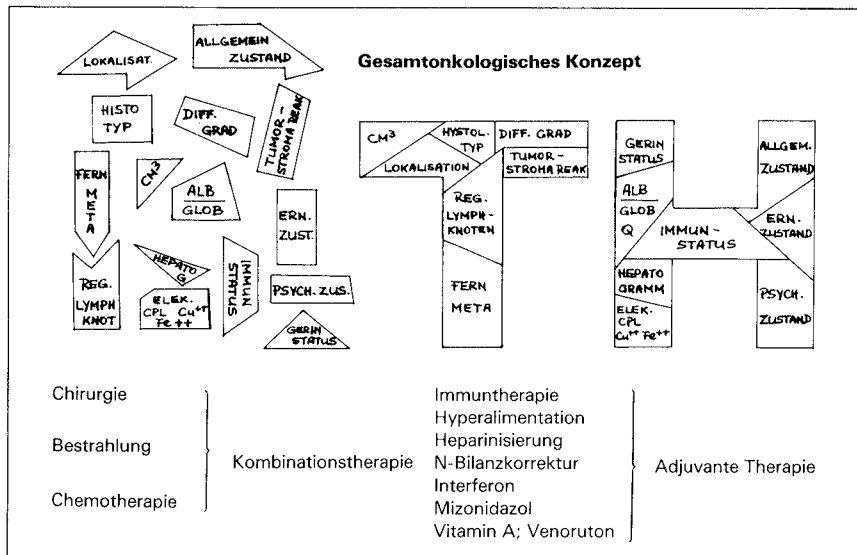 LOKALISAT.
ALLGEMEIN
ZUSTAND
Gesamtonkologisches Konzept
HISTO
TYP
DIFF.
GRAD
TUMOR-
STROMA REAK
FERN
META
CM³
ALB
GLOB
ERN.
ZUST.
REG.
LYMPH
KNOT
HEPATO
G
ELEK.
CPL Cu++
Fe++
IMMUN
STATUS
PSYCH. ZUS.
GERIN
STATUS
CM³
HYSTOL.
TYP
DIFF. GRAD
LOKALISATION
TUMOR-
STROMA REAK
REG.
LYMPH-
KNOTEN
FERN
META
GERIN
STATUS
ALB
GLOB
Q
IMMUN-
STATUS
HEPATO
GRAMM
ELEK.
CPL
Cu++ Fe++
ALLGEM.
ZUSTAND
ERN.
ZUSTAND
PSYCH.
ZUSTAND
Chirurgie
Bestrahlung
Chemotherapie
Kombinationstherapie
Immuntherapie
Hyperalimentation
Heparinisierung
N-Bilanzkorrektur
Interferon
Mizonidazol
Vitamin A; Venoruton
Adjuvante Therapie